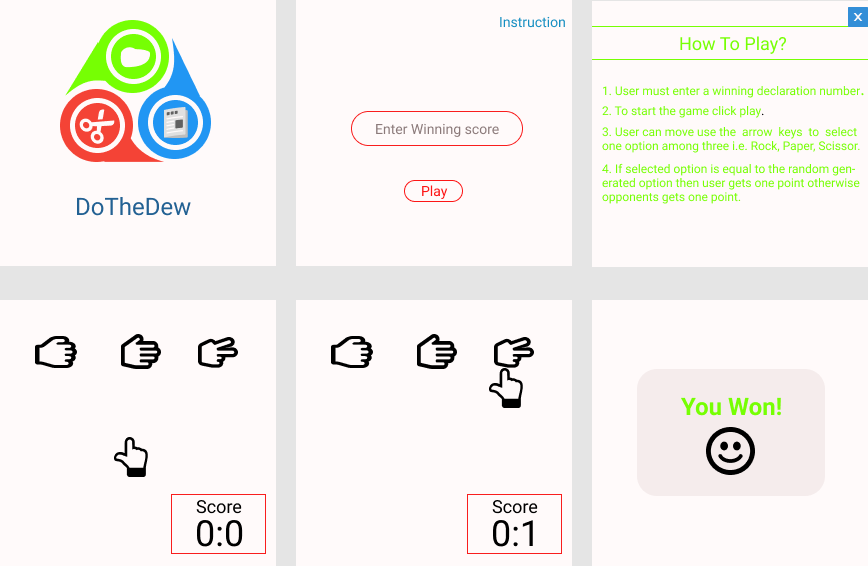 DoTheDew
Instruction
Enter Winning score
Play
X
How To Play?
1. User must enter a winning declaration number.
2. To start the game click play.
3. User can move use the arrow keys to select
one option among three i.e. Rock, Paper, Scissor.
4. If selected option is equal to the random gen-
erated option then user gets one point otherwise
opponents gets one point.
Score
0:0
Score
0:1
You Won!